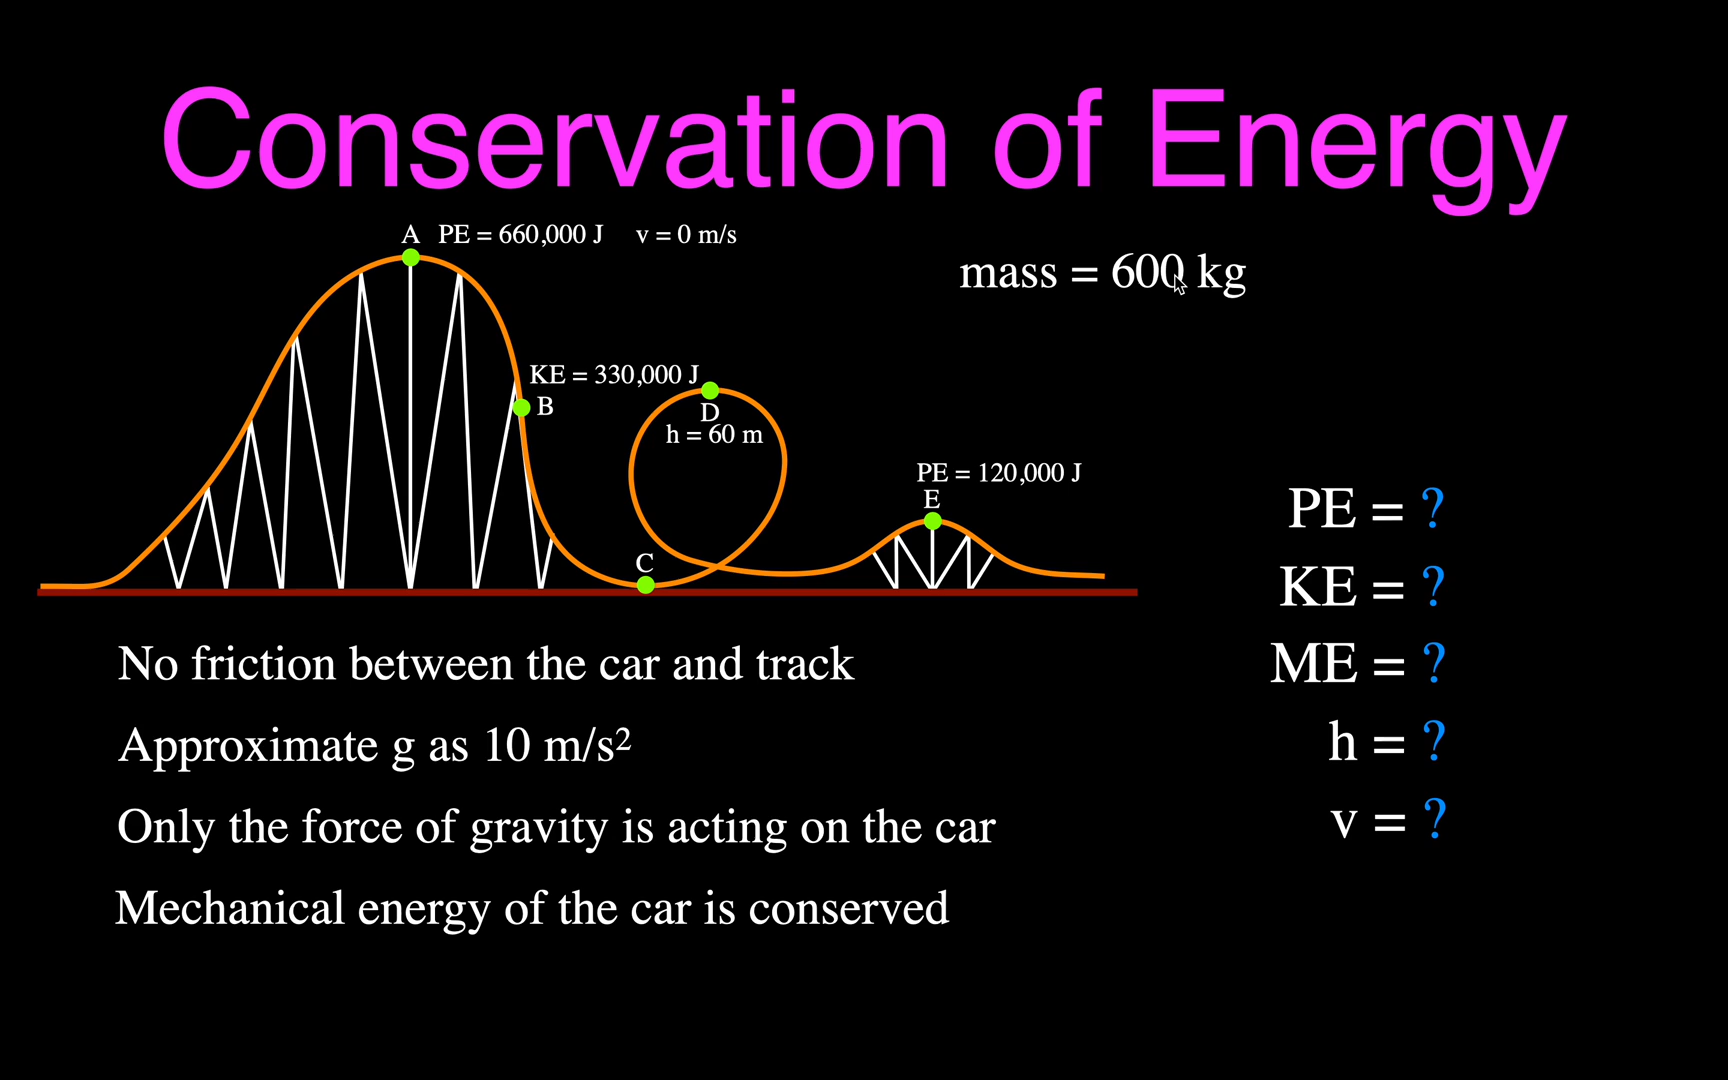 Conservation of Energy
A PE = 660,000 J v = 0 m/s
mass = 600 kg
KE = 330,000 J
B
D
h = 60 m
PE = 120,000 J
E
C
PE = ?
KE = ?
ME = ?
h = ?
v = ?
No friction between the car and track
Approximate g as 10 m/s²
Only the force of gravity is acting on the car
Mechanical energy of the car is conserved